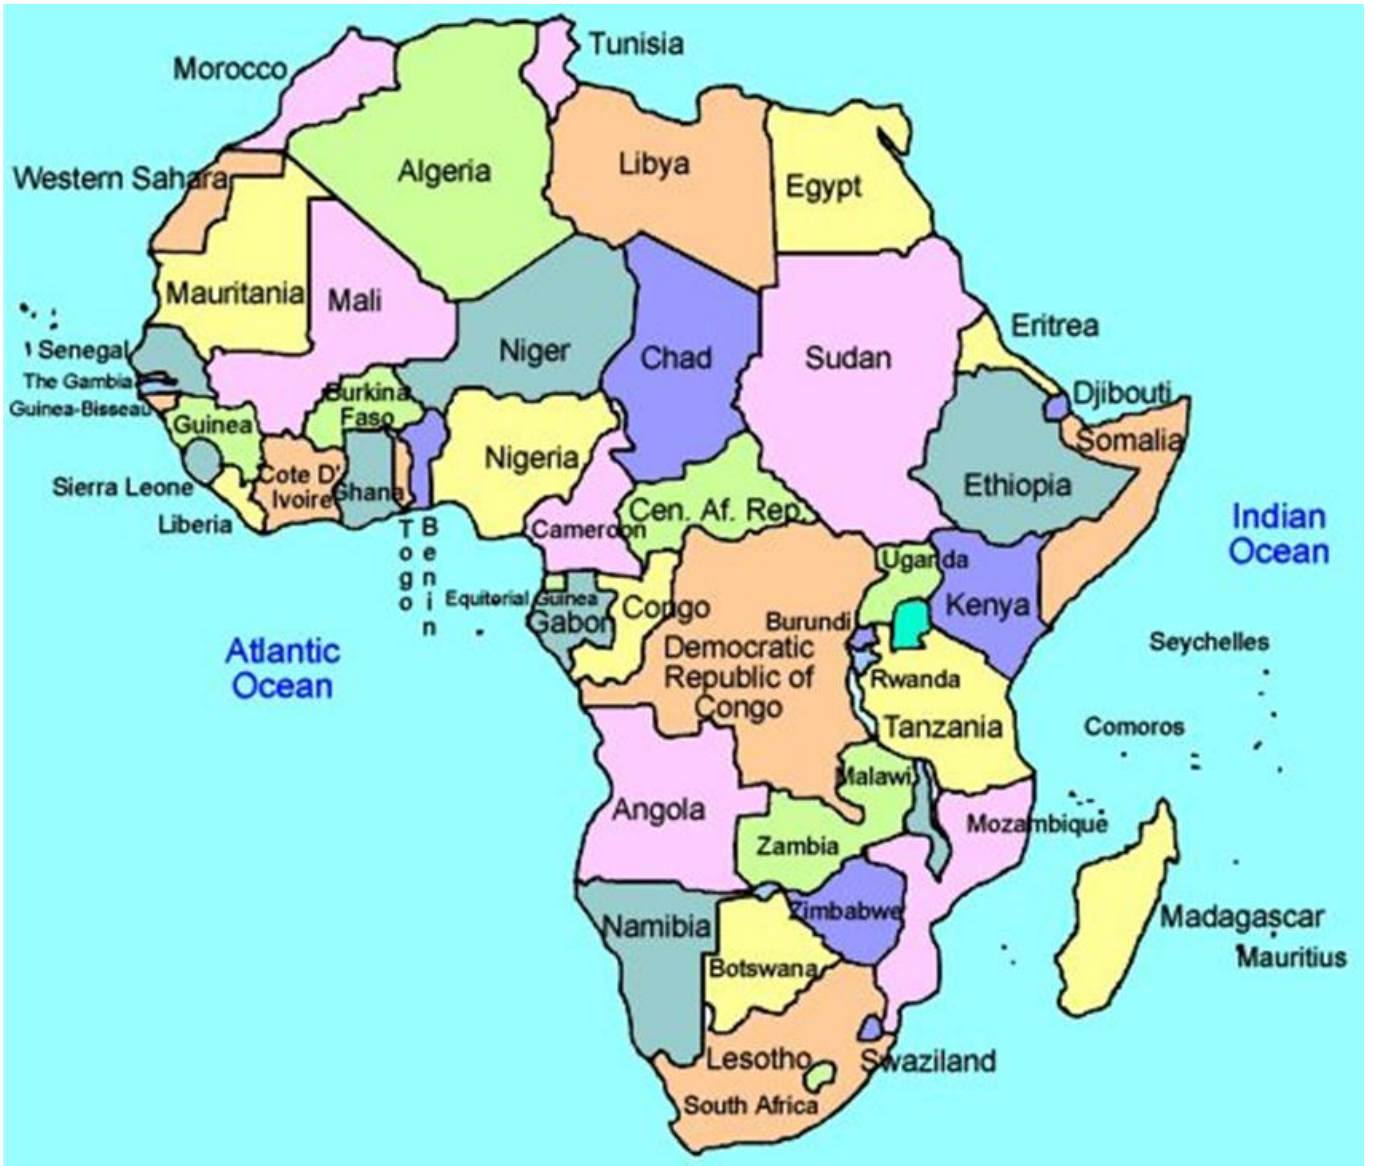 Tunisia
Morocco
Algeria
Libya
Egypt
Western Sahara
Mauritania
Mali
Niger
Chad
Sudan
Eritrea
Senegal
The Gambia
Guinea-Bisseau
Guinea
Burkina
Faso
Djibouti
Somalia
Nigeria
Cote D'
Ivoire
Ghana
Ethiopia
Sierra Leone
Liberia
Togo
Benin
Cameroon
Cen. Af. Rep.
Indian
Ocean
Uganda
Kenya
Equitorial Guinea
Gabon
Congo
Burundi
Democratic
Republic of
Congo
Rwanda
Tanzania
Atlantic
Ocean
Seychelles
Comoros
Malawi
Angola
Zambia
Mozambique
Namibia
Zimbabwe
Botswana
Madagascar
Mauritius
Lesotho
Swaziland
South Africa